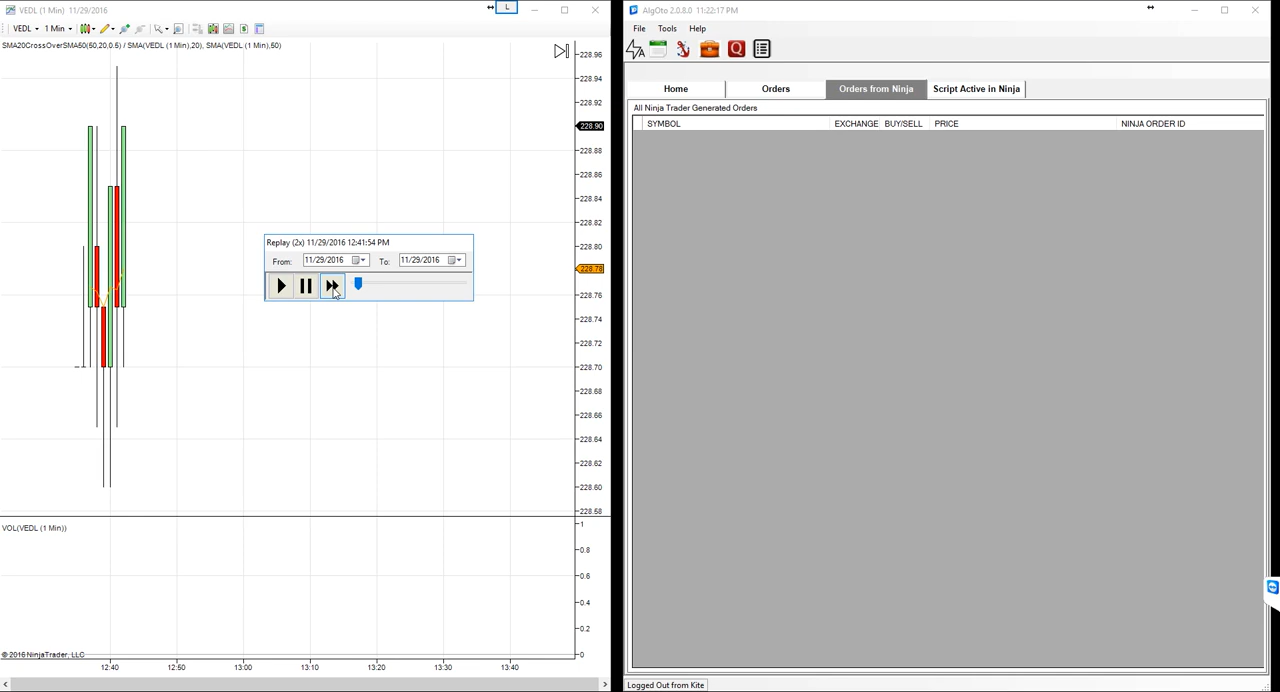 VEDL (1 Min)  11/29/2016
L
VEDL
1 Min
SMA20CrossOverSMA50(50,20,0.5) / SMA(VEDL (1 Min),20), SMA(VEDL (1 Min),50)
228.96
228.94
228.92
228.90
228.88
228.86
228.84
228.82
228.80
228.78
228.76
228.74
228.72
228.70
228.68
228.66
228.64
228.62
228.60
228.58
Replay (2x) 11/29/2016 12:41:54 PM
From: 11/29/2016 To: 11/29/2016
VOL(VEDL (1 Min))
1
0.8
0.6
0.4
0.2
0
© 2016 NinjaTrader, LLC
12:40 12:50 13:00 13:10 13:20 13:30 13:40
AlgOto 2.0.8.0 11:22:17 PM
File Tools Help
Home Orders Orders from Ninja Script Active in Ninja
All Ninja Trader Generated Orders
SYMBOL EXCHANGE BUY/SELL PRICE NINJA ORDER ID
Logged Out from Kite